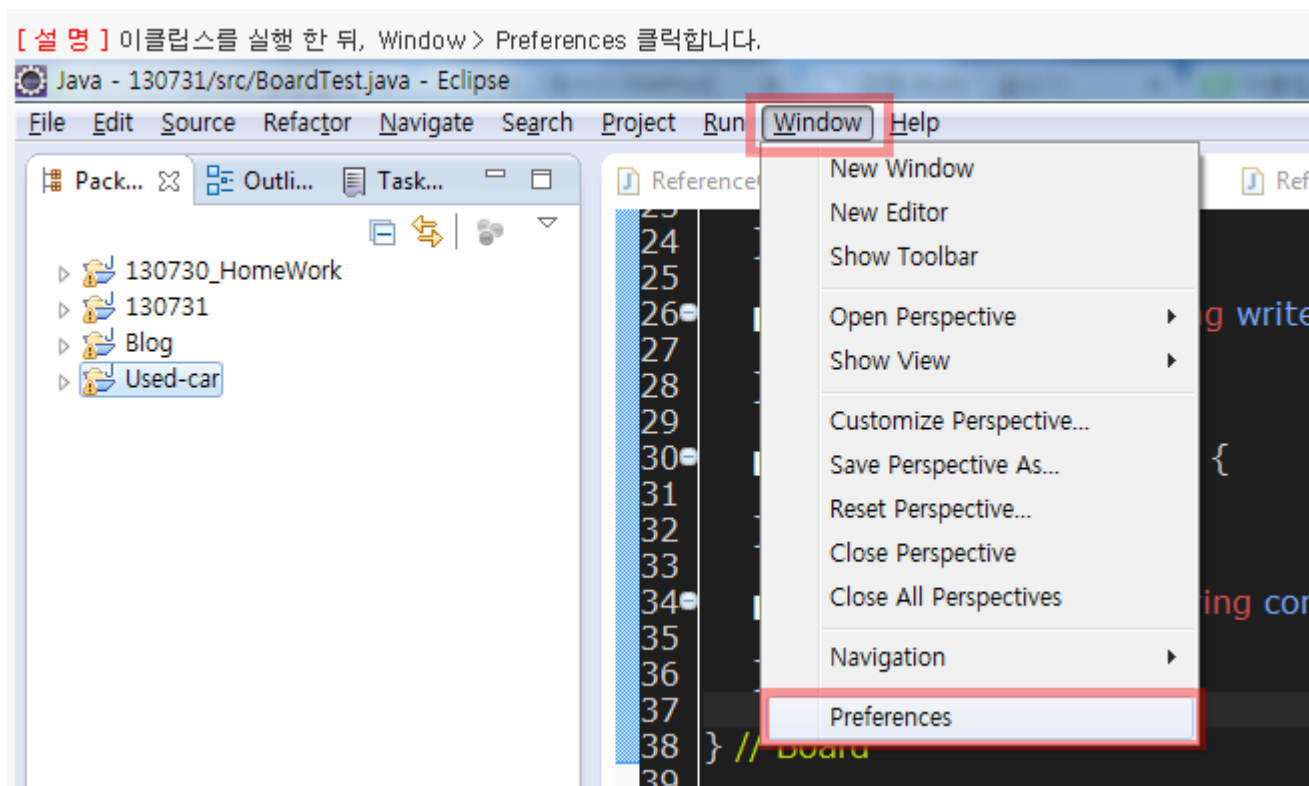 [ 설 명 ] 이클립스를 실행 한 뒤, Window > Preferences 클릭합니다.
Java - 130731/src/BoardTest.java - Eclipse
File Edit Source Refactor Navigate Search Project Run Window Help
Pack... Outli... Task...
130730_HomeWork
130731
Blog
Used-car
New Window
New Editor
Show Toolbar
Open Perspective
Show View
Customize Perspective...
Save Perspective As...
Reset Perspective...
Close Perspective
Close All Perspectives
Navigation
Preferences
24
25
26
27
28
29
30 {
31
32
33
34
35
36
37
38 } // Board
39